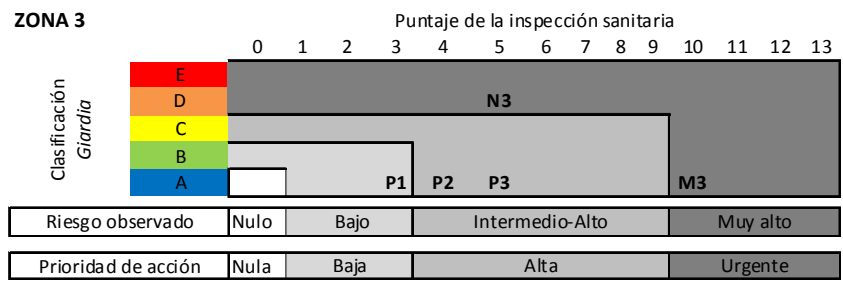 ZONA 3
Puntaje de la inspección sanitaria
0 1 2 3 4 5 6 7 8 9 10 11 12 13
Clasificación
Giardia
E
D N3
C
B
A P1 P2 P3 M3
Riesgo observado Nulo Bajo Intermedio-Alto Muy alto
Prioridad de acción Nula Baja Alta Urgente